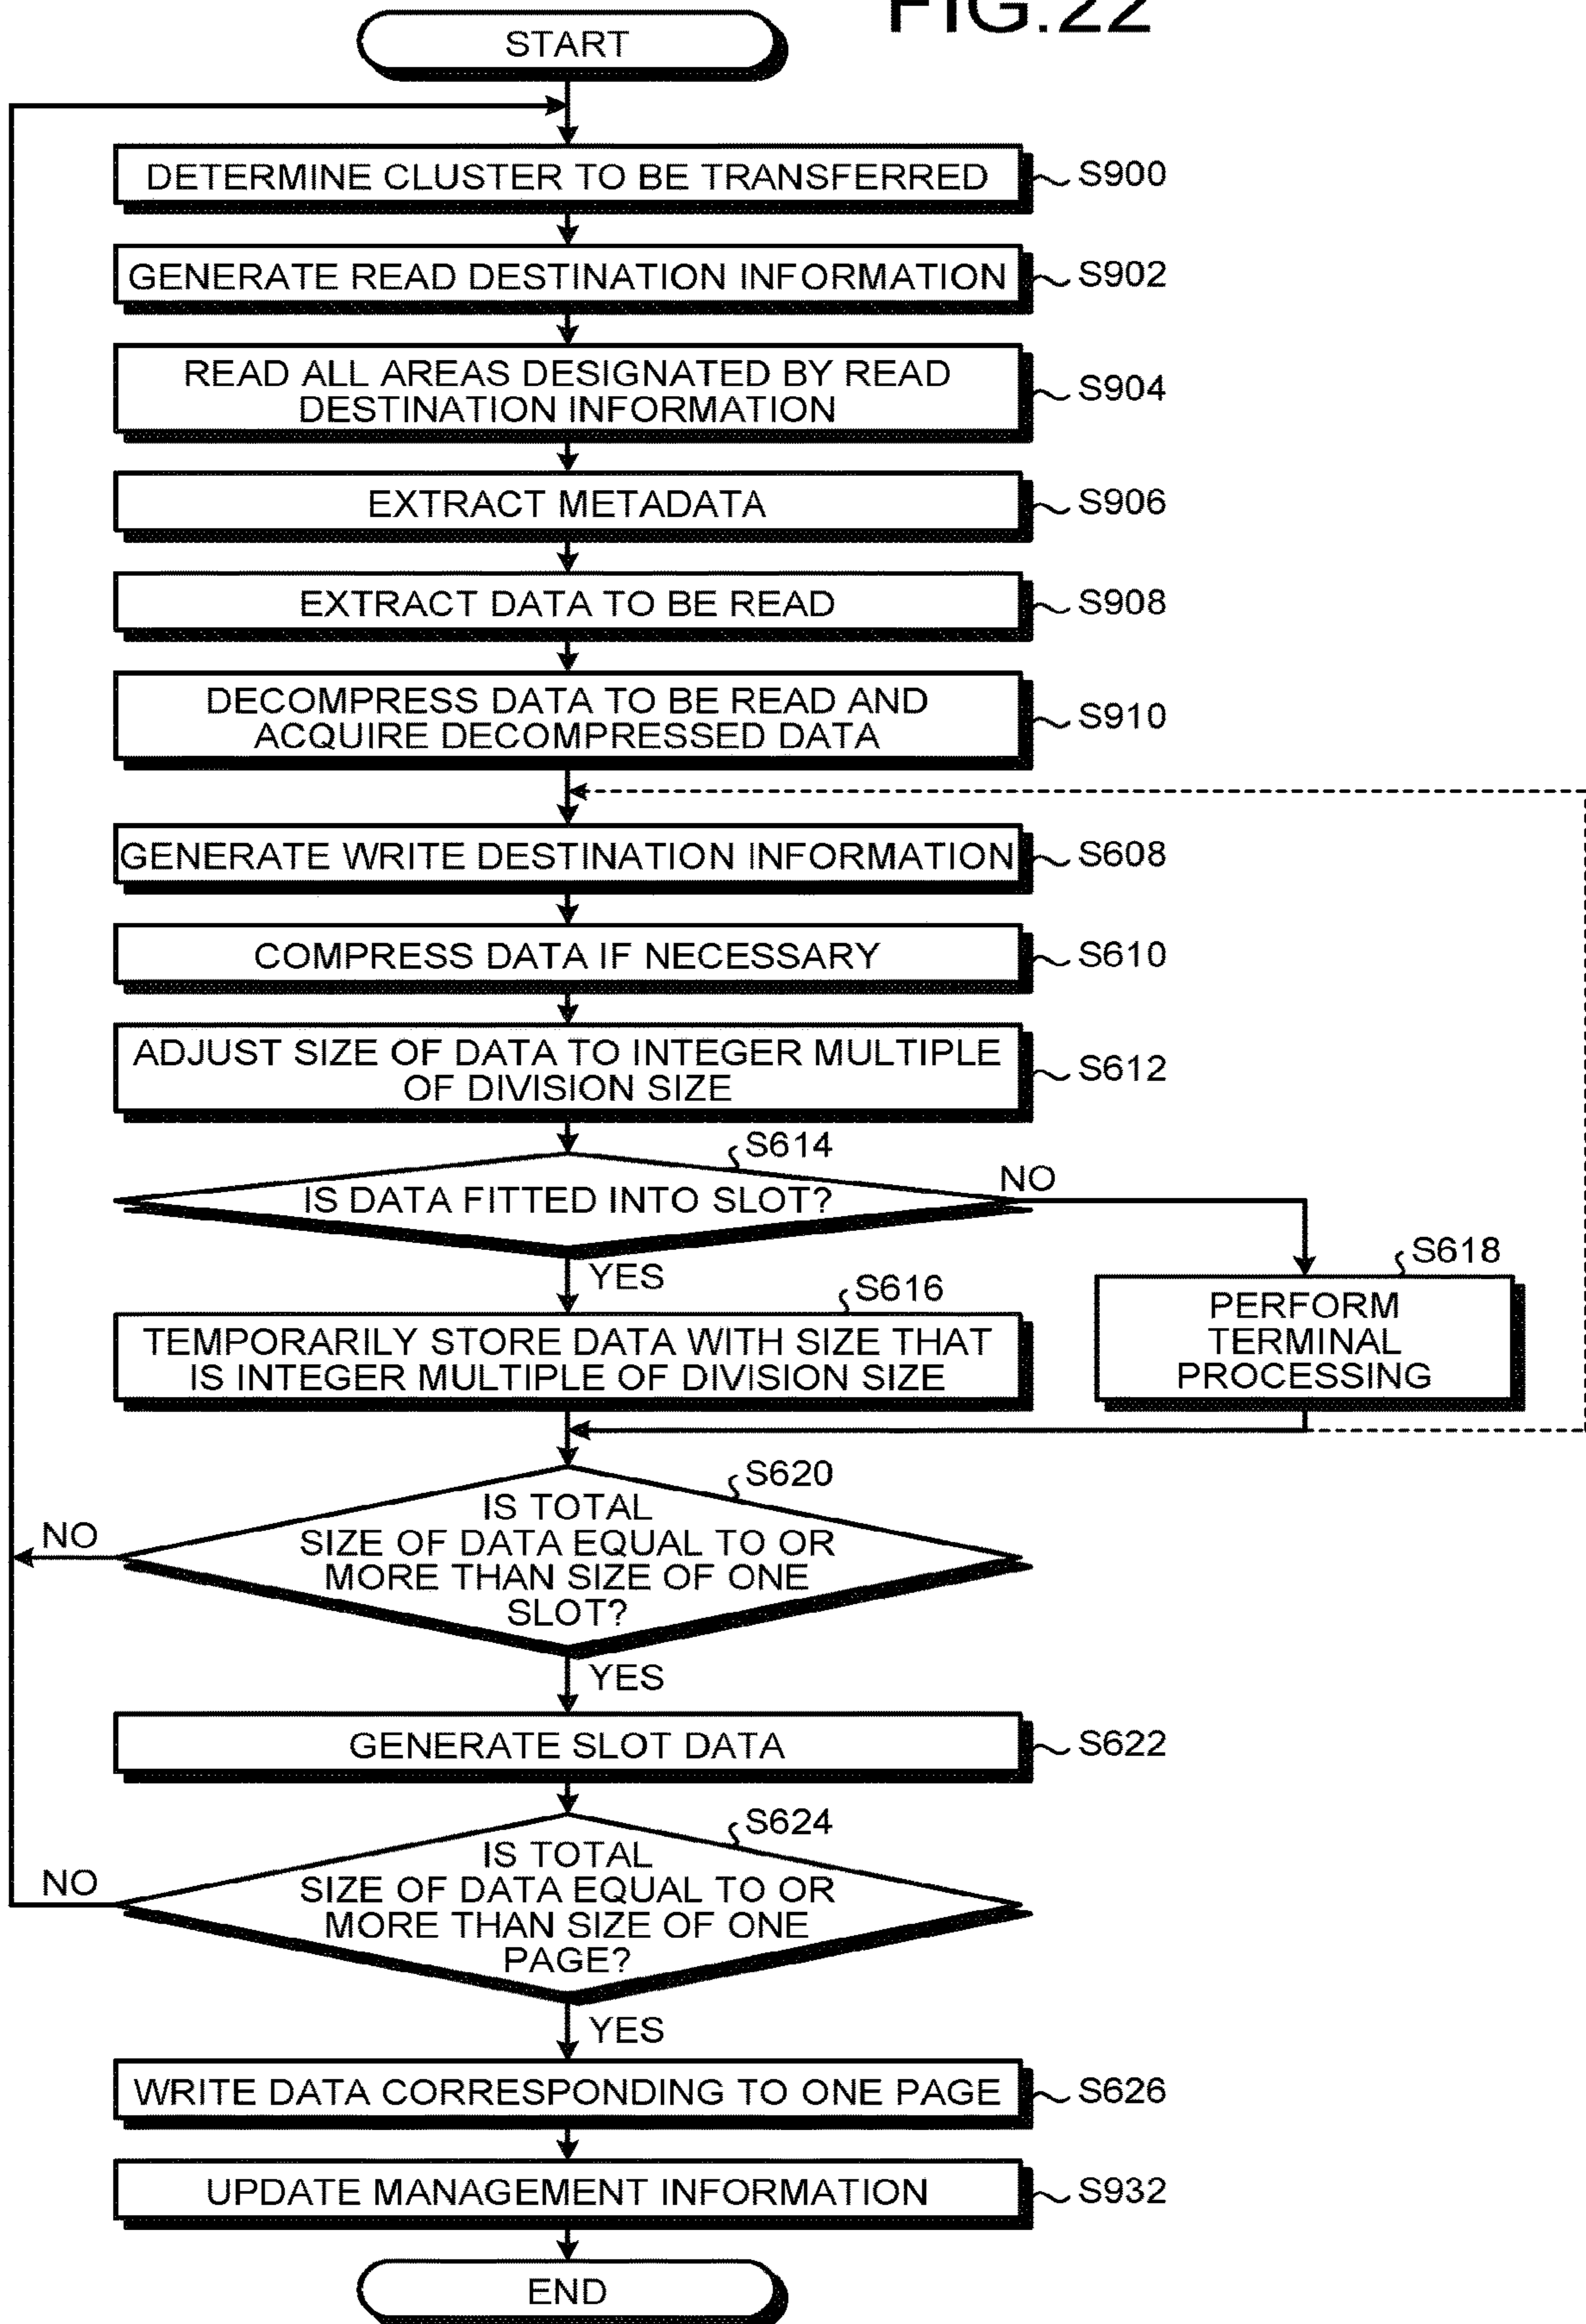 FIG.22
START
DETERMINE CLUSTER TO BE TRANSFERRED
S900
GENERATE READ DESTINATION INFORMATION
S902
READ ALL AREAS DESIGNATED BY READ
DESTINATION INFORMATION
S904
EXTRACT METADATA
S906
EXTRACT DATA TO BE READ
S908
DECOMPRESS DATA TO BE READ AND
ACQUIRE DECOMPRESSED DATA
S910
GENERATE WRITE DESTINATION INFORMATION
S608
COMPRESS DATA IF NECESSARY
S610
ADJUST SIZE OF DATA TO INTEGER MULTIPLE
OF DIVISION SIZE
S612
S614
IS DATA FITTED INTO SLOT?
NO
YES
S618
PERFORM
TERMINAL
PROCESSING
S616
TEMPORARILY STORE DATA WITH SIZE THAT
IS INTEGER MULTIPLE OF DIVISION SIZE
S620
IS TOTAL
SIZE OF DATA EQUAL TO OR
MORE THAN SIZE OF ONE
SLOT?
NO
YES
GENERATE SLOT DATA
S622
S624
IS TOTAL
SIZE OF DATA EQUAL TO OR
MORE THAN SIZE OF ONE
PAGE?
NO
YES
WRITE DATA CORRESPONDING TO ONE PAGE
S626
UPDATE MANAGEMENT INFORMATION
S932
END